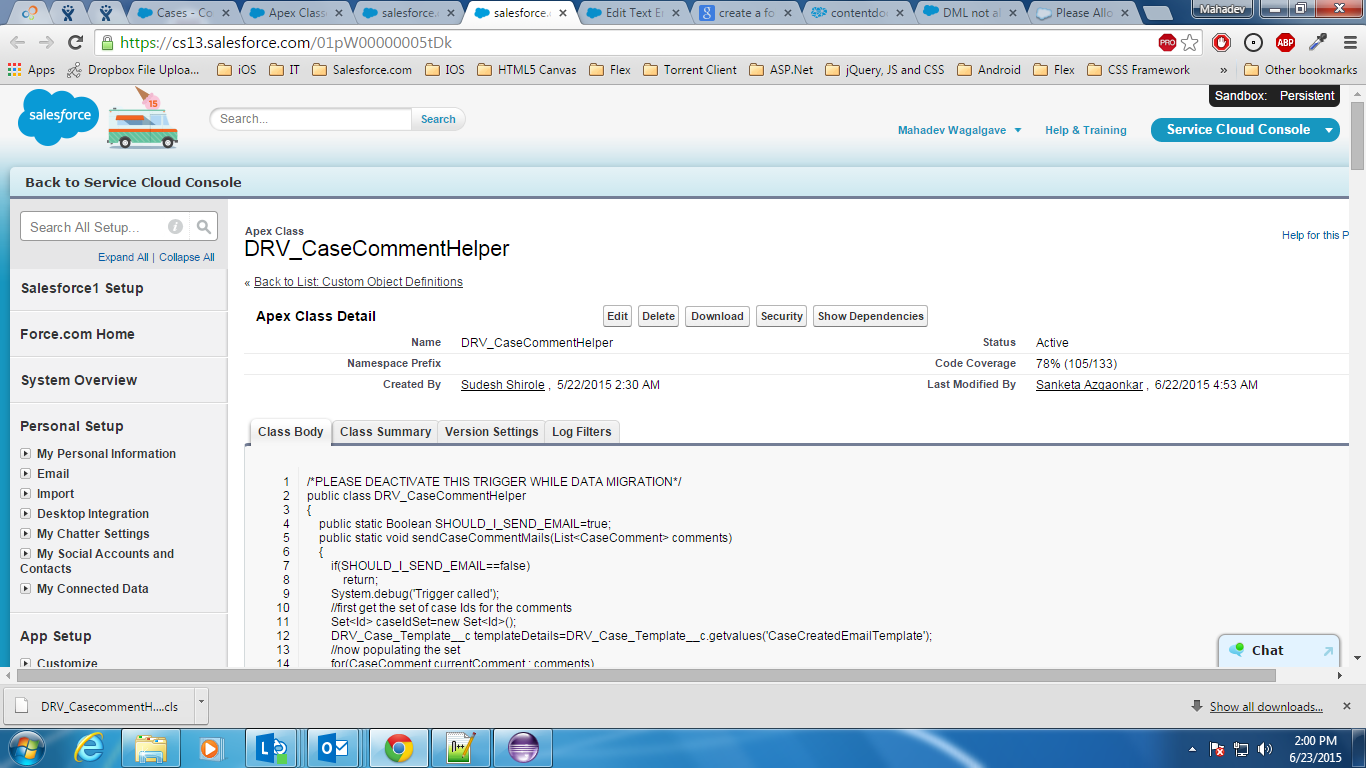 Cases - Co
Apex Class
salesforce.
salesforce.
Edit Text E
create a fo
contentdo
DML not al
Please Allo
Mahadev
https://cs13.salesforce.com/01pW00000005tDk
PRO
ABP
Apps
Dropbox File Uploa...
iOS
IT
Salesforce.com
IOS
HTML5 Canvas
Flex
Torrent Client
ASP.Net
jQuery, JS and CSS
Android
Flex
CSS Framework
»
Other bookmarks
Sandbox: Persistent
salesforce
15
Search...
Search
Mahadev Wagalgave
Help & Training
Service Cloud Console
Back to Service Cloud Console
Search All Setup...
Expand All | Collapse All
Salesforce1 Setup
Force.com Home
System Overview
Personal Setup
My Personal Information
Email
Import
Desktop Integration
My Chatter Settings
My Social Accounts and
Contacts
My Connected Data
App Setup
Customize
Apex Class
DRV_CaseCommentHelper
Help for this P
« Back to List: Custom Object Definitions
Apex Class Detail
Edit
Delete
Download
Security
Show Dependencies
Name DRV_CaseCommentHelper Status Active
Namespace Prefix Code Coverage 78% (105/133)
Created By Sudesh Shirole , 5/22/2015 2:30 AM Last Modified By Sanketa Azgaonkar , 6/22/2015 4:53 AM
Class Body
Class Summary
Version Settings
Log Filters
1 /*PLEASE DEACTIVATE THIS TRIGGER WHILE DATA MIGRATION*/
2 public class DRV_CaseCommentHelper
3 {
4 public static Boolean SHOULD_I_SEND_EMAIL=true;
5 public static void sendCaseCommentMails(List<CaseComment> comments)
6 {
7 if(SHOULD_I_SEND_EMAIL==false)
8 return;
9 System.debug('Trigger called');
10 //first get the set of case Ids for the comments
11 Set<Id> caseIdSet=new Set<Id>();
12 DRV_Case_Template__c templateDetails=DRV_Case_Template__c.getvalues('CaseCreatedEmailTemplate');
13 //now populating the set
14 for(CaseComment currentComment : comments)
Chat
DRV_CasecommentH....cls
Show all downloads...
2:00 PM
6/23/2015